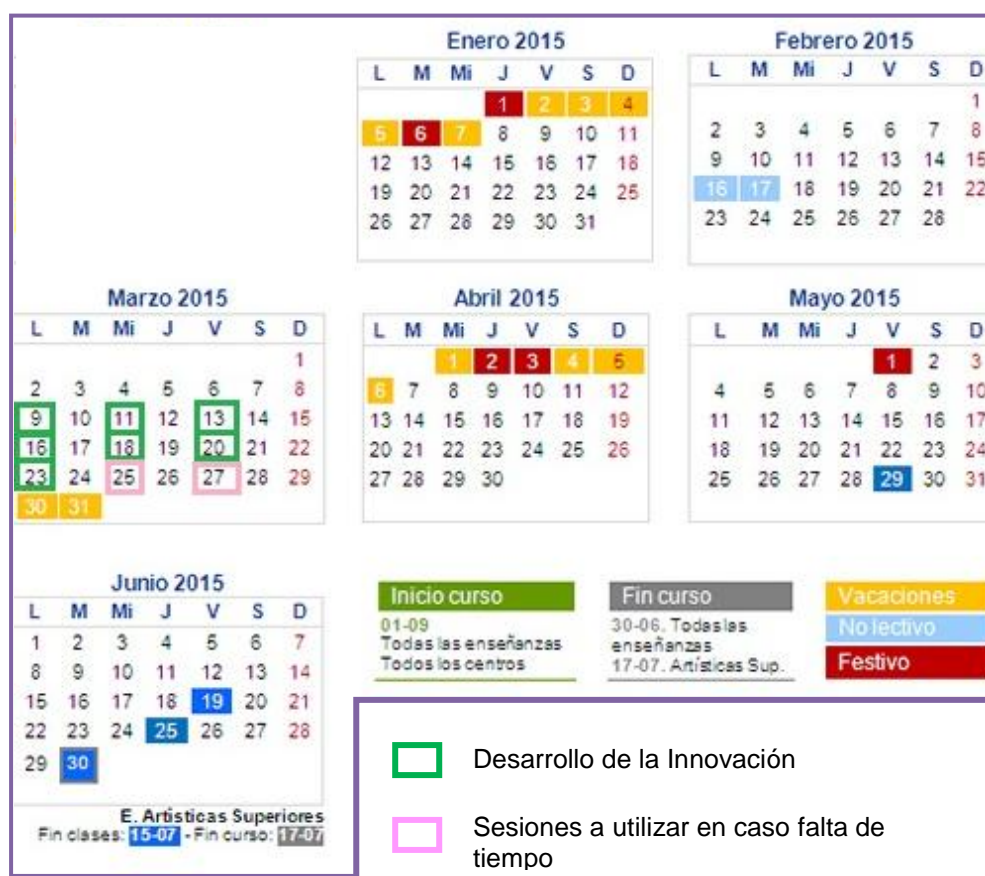 Enero 2015
L M Mi J V S D
1 2 3 4
5 6 7 8 9 10 11
12 13 14 15 16 17 18
19 20 21 22 23 24 25
26 27 28 29 30 31
Febrero 2015
L M Mi J V S D
1
2 3 4 5 6 7 8
9 10 11 12 13 14 15
16 17 18 19 20 21 22
23 24 25 26 27 28
Marzo 2015
L M Mi J V S D
1
2 3 4 5 6 7 8
9 10 11 12 13 14 15
16 17 18 19 20 21 22
23 24 25 26 27 28 29
30 31
Abril 2015
L M Mi J V S D
1 2 3 4 5
6 7 8 9 10 11 12
13 14 15 16 17 18 19
20 21 22 23 24 25 26
27 28 29 30
Mayo 2015
L M Mi J V S D
1 2 3
4 5 6 7 8 9 10
11 12 13 14 15 16 17
18 19 20 21 22 23 24
25 26 27 28 29 30 31
Junio 2015
L M Mi J V S D
1 2 3 4 5 6 7
8 9 10 11 12 13 14
15 16 17 18 19 20 21
22 23 24 25 26 27 28
29 30
E. Artísticas Superiores
Fin clases: 15-07 - Fin curso: 17-07
Inicio curso
01-09
Todas las enseñanzas
Todos los centros
Fin curso
30-06. Todas las
enseñanzas
17-07. Artísticas Sup.
Vacaciones
No lectivo
Festivo
Desarrollo de la Innovación
Sesiones a utilizar en caso falta de
tiempo